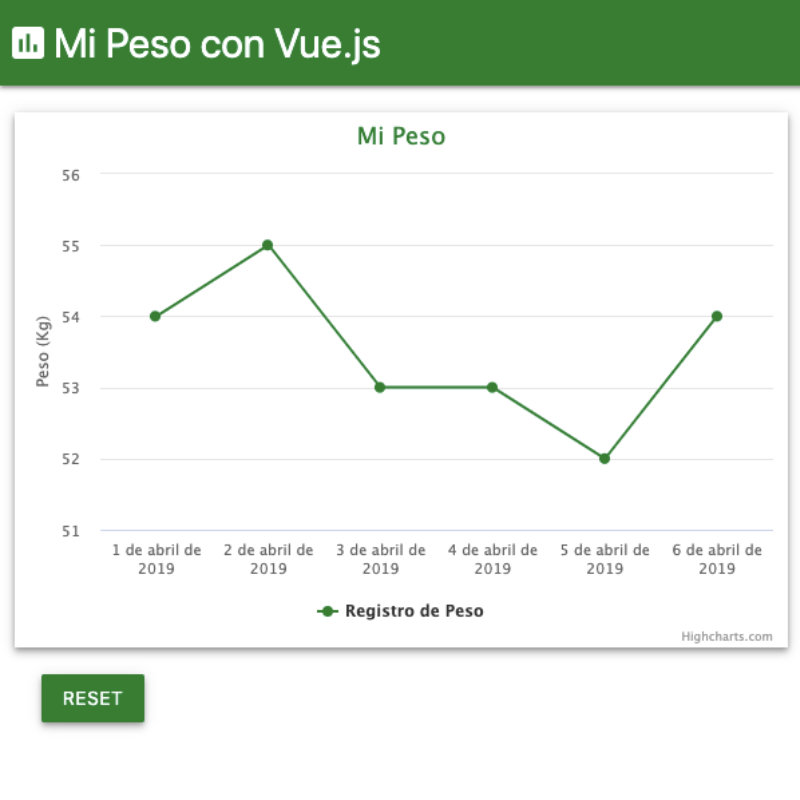 Mi Peso con Vue.js
Mi Peso
56
55
54
53
52
51
Peso (Kg)
1 de abril de 2019
2 de abril de 2019
3 de abril de 2019
4 de abril de 2019
5 de abril de 2019
6 de abril de 2019
Registro de Peso
Highcharts.com
RESET